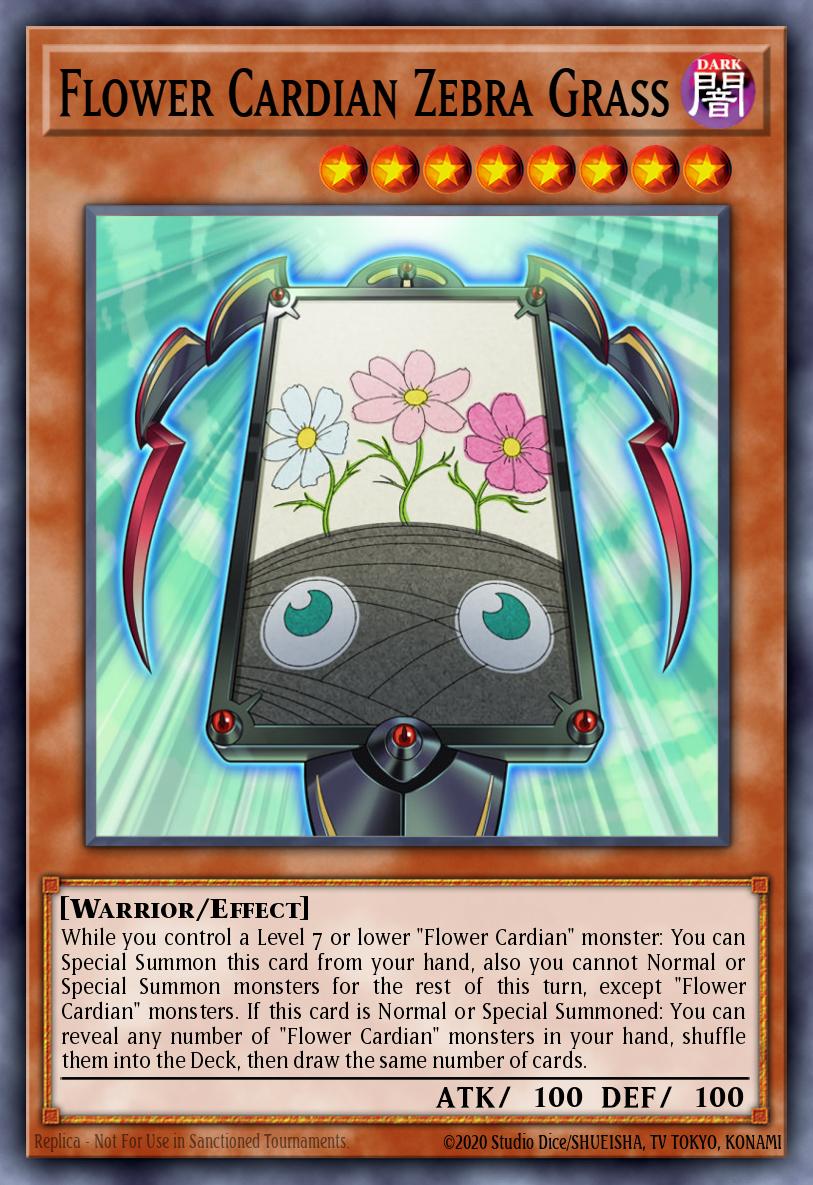 Flower Cardian Zebra Grass
DARK
闇
[Warrior/Effect]
While you control a Level 7 or lower "Flower Cardian" monster: You can
Special Summon this card from your hand, also you cannot Normal or
Special Summon monsters for the rest of this turn, except "Flower
Cardian" monsters. If this card is Normal or Special Summoned: You can
reveal any number of "Flower Cardian" monsters in your hand, shuffle
them into the Deck, then draw the same number of cards.
ATK/ 100 DEF/ 100
Replica - Not For Use in Sanctioned Tournaments.
©2020 Studio Dice/SHUEISHA, TV TOKYO, KONAMI